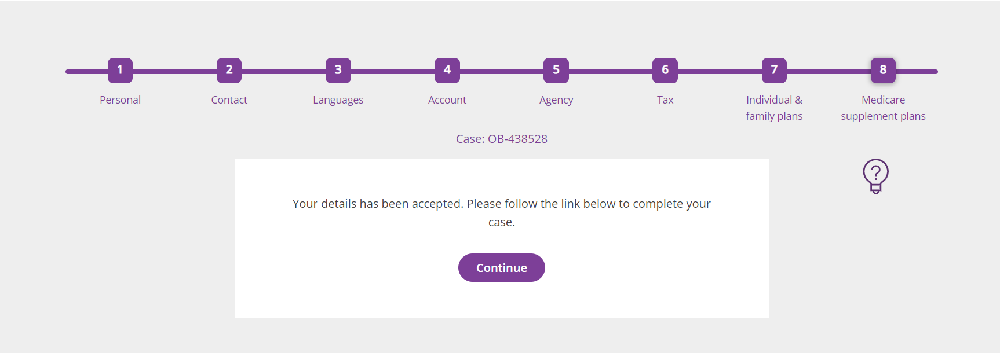 1
2
3
4
5
6
7
8
Personal
Contact
Languages
Account
Agency
Tax
Individual &
family plans
Medicare
supplement plans
Case: OB-438528
?
Your details has been accepted. Please follow the link below to complete your
case.
Continue